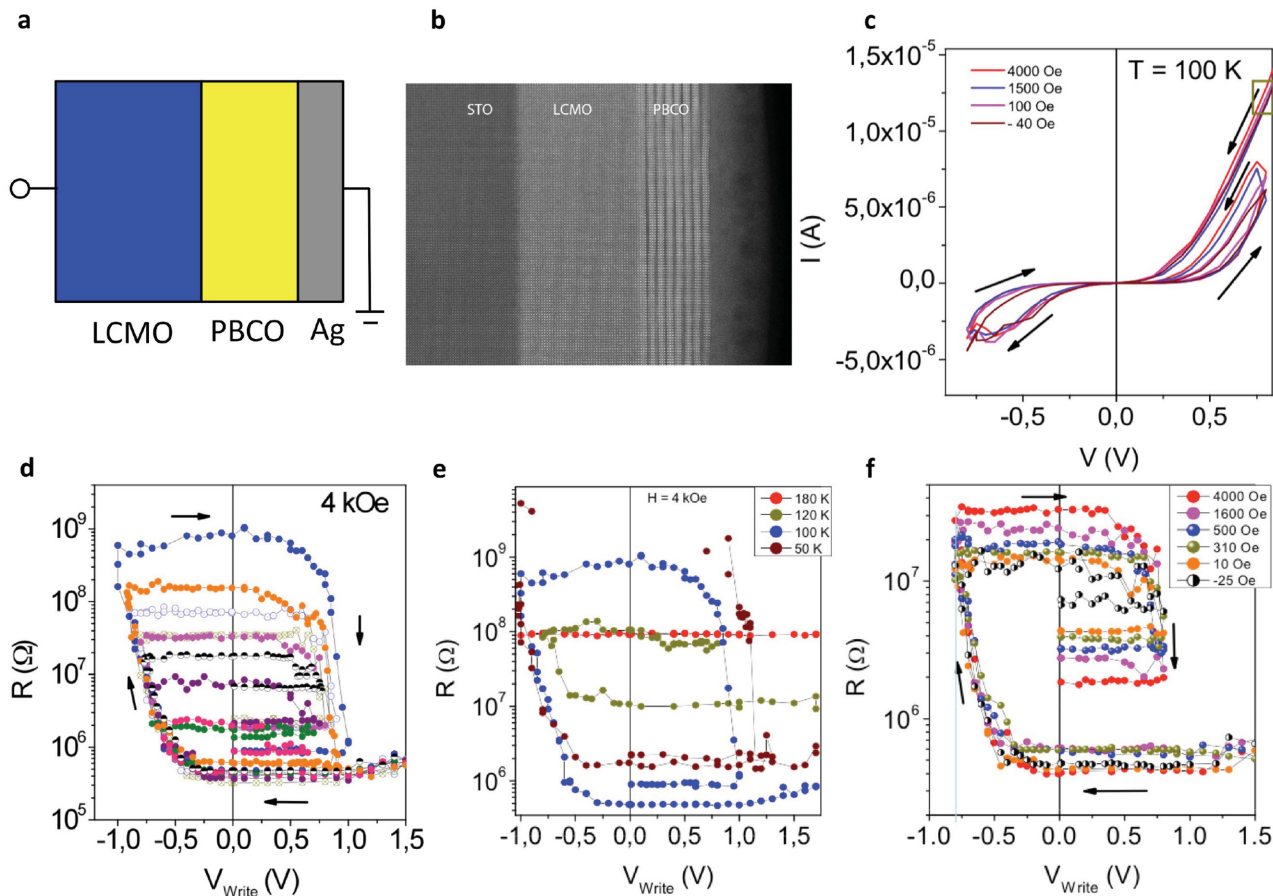 a
LCMO
PBCO
Ag
b
STO
LCMO
PBCO
c
T = 100 K
4000 Oe
1500 Oe
100 Oe
- 40 Oe
1,5x10⁻⁵
1,0x10⁻⁵
5,0x10⁻⁶
0,0
-5,0x10⁻⁶
I (A)
-0,5
0,0
0,5
V (V)
d
4 kOe
10⁹
10⁸
10⁷
10⁶
10⁵
R (Ω)
-1,0
-0,5
0,0
0,5
1,0
1,5
V_Write (V)
e
H = 4 kOe
180 K
120 K
100 K
50 K
10⁹
10⁸
10⁷
10⁶
R (Ω)
-1,0
-0,5
0,0
0,5
1,0
1,5
V_Write (V)
f
4000 Oe
1600 Oe
500 Oe
310 Oe
10 Oe
-25 Oe
10⁷
10⁶
R (Ω)
-1,0
-0,5
0,0
0,5
1,0
1,5
V_Write (V)